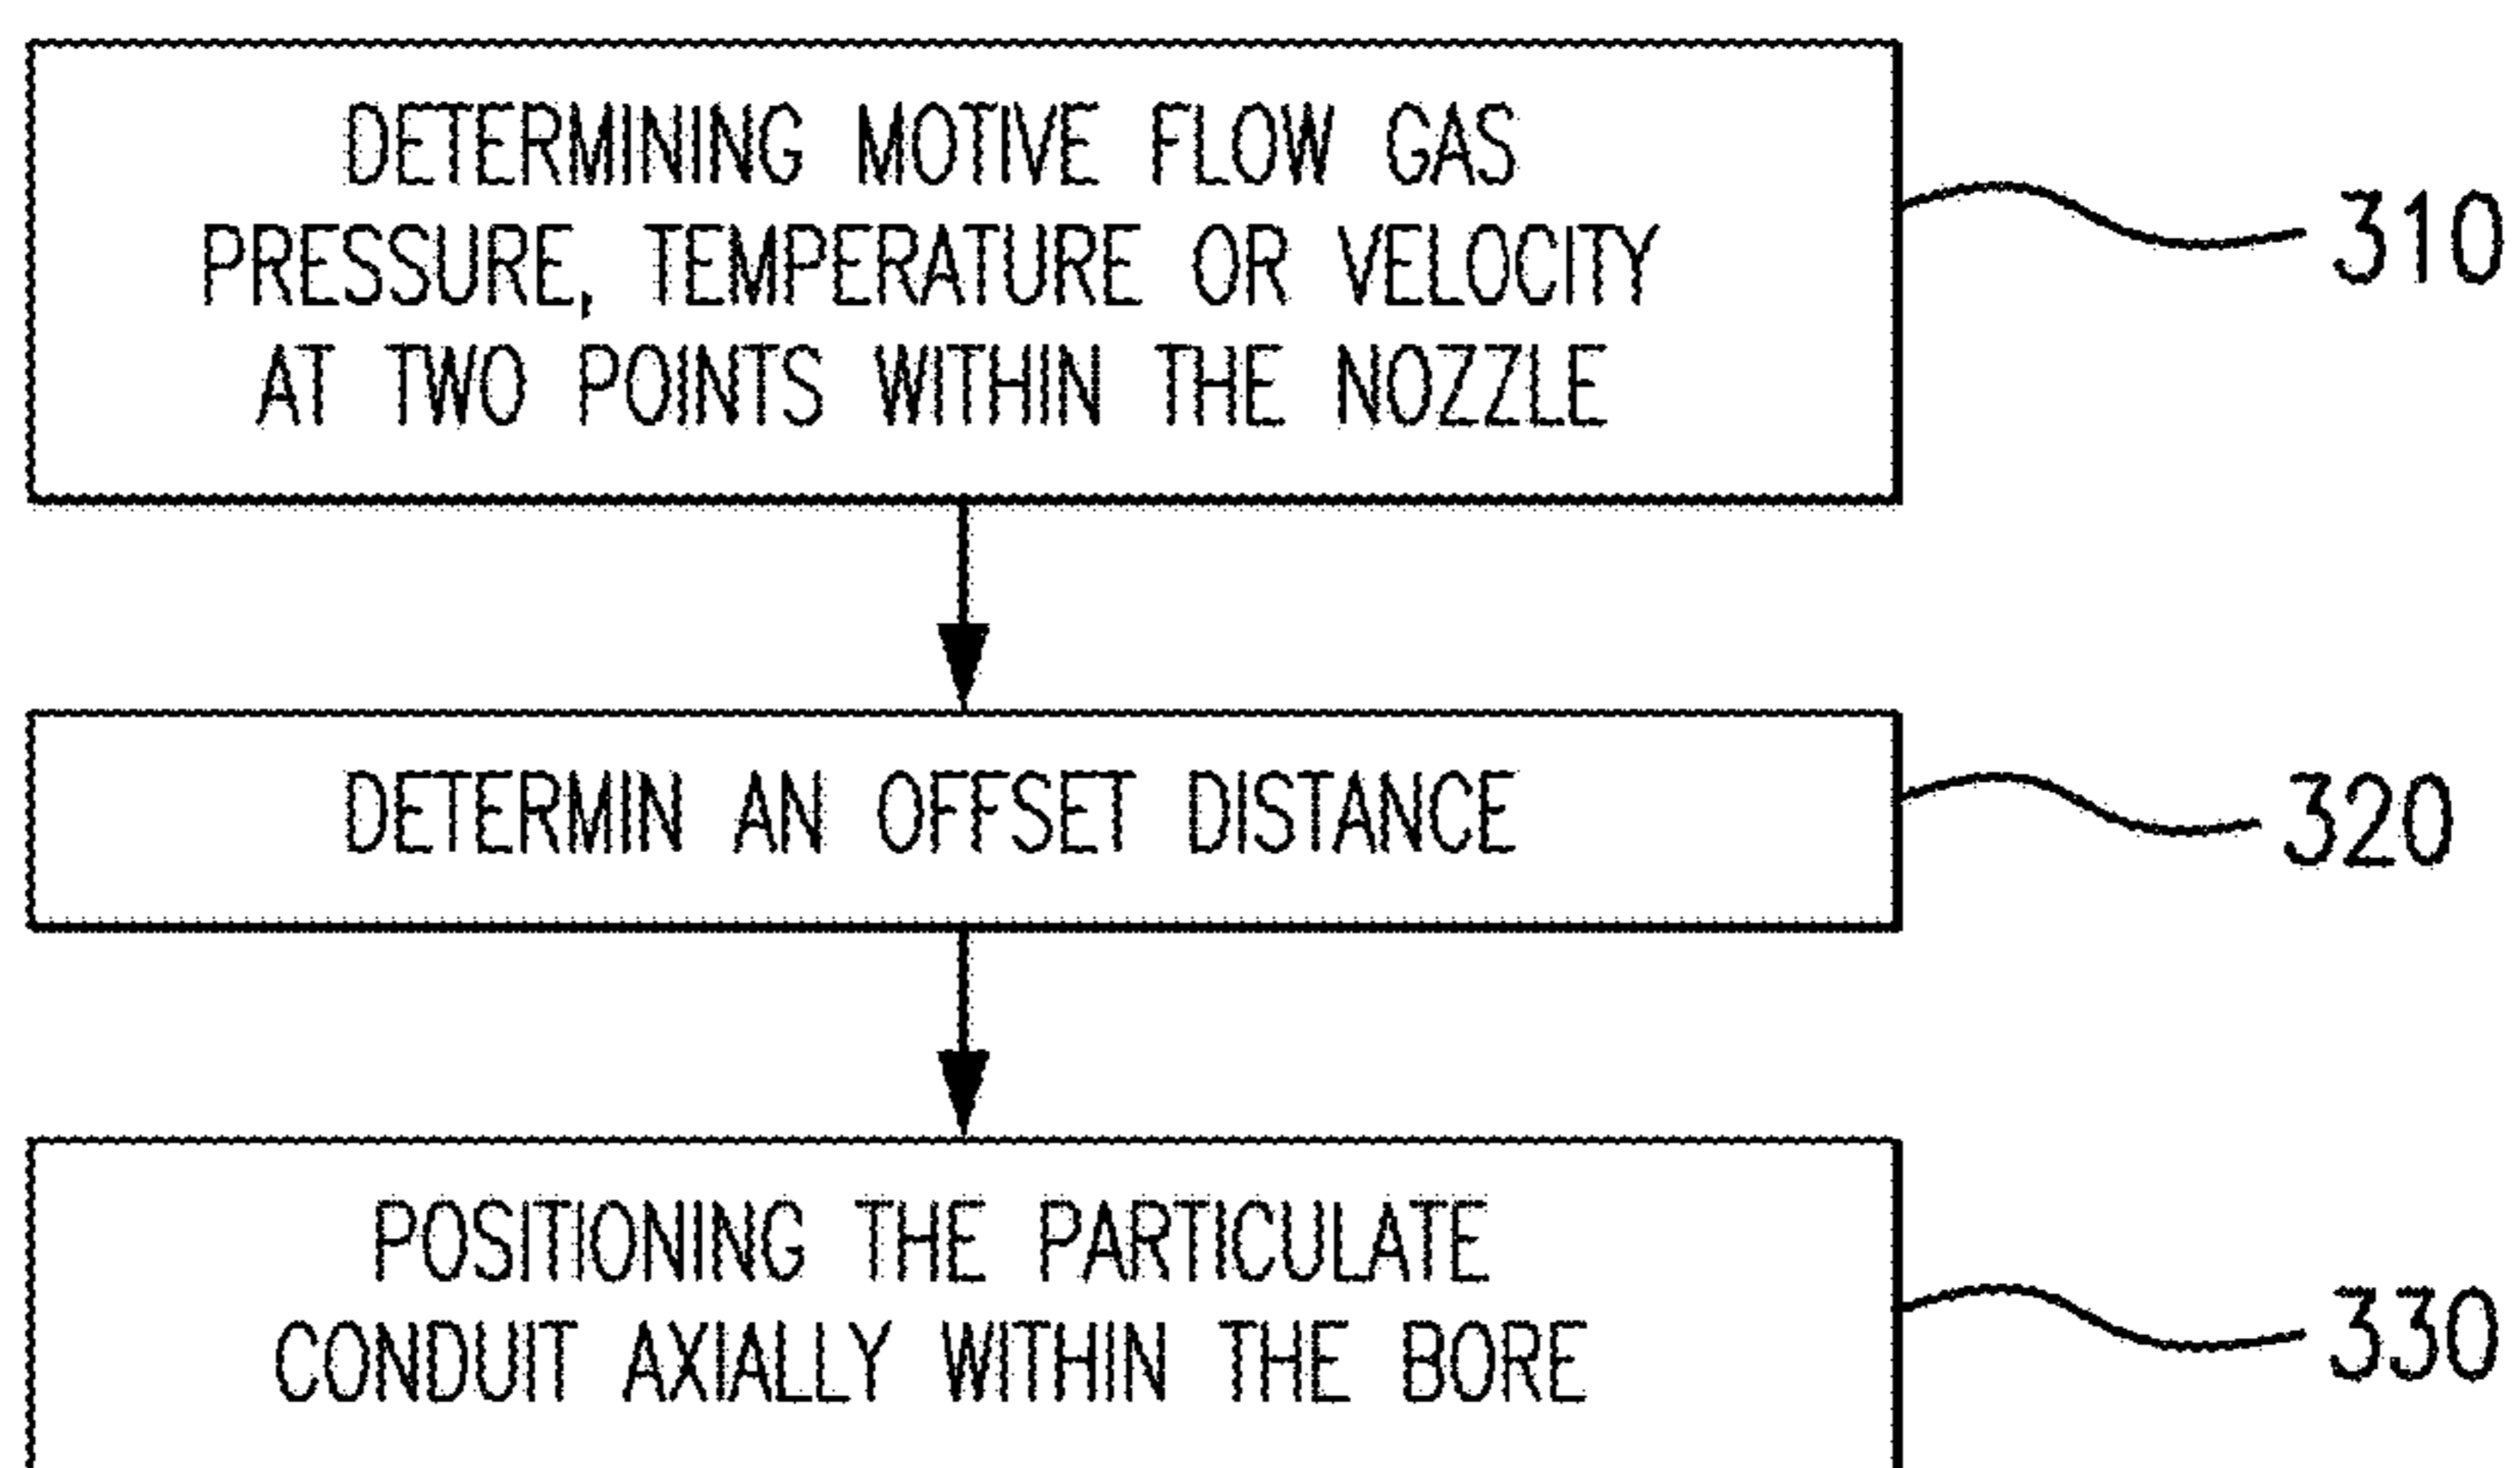 DETERMINING MOTIVE FLOW GAS
PRESSURE, TEMPERATURE OR VELOCITY
AT TWO POINTS WITHIN THE NOZZLE
310
DETERMIN AN OFFSET DISTANCE
320
POSITIONING THE PARTICULATE
CONDUIT AXIALLY WITHIN THE BORE
330